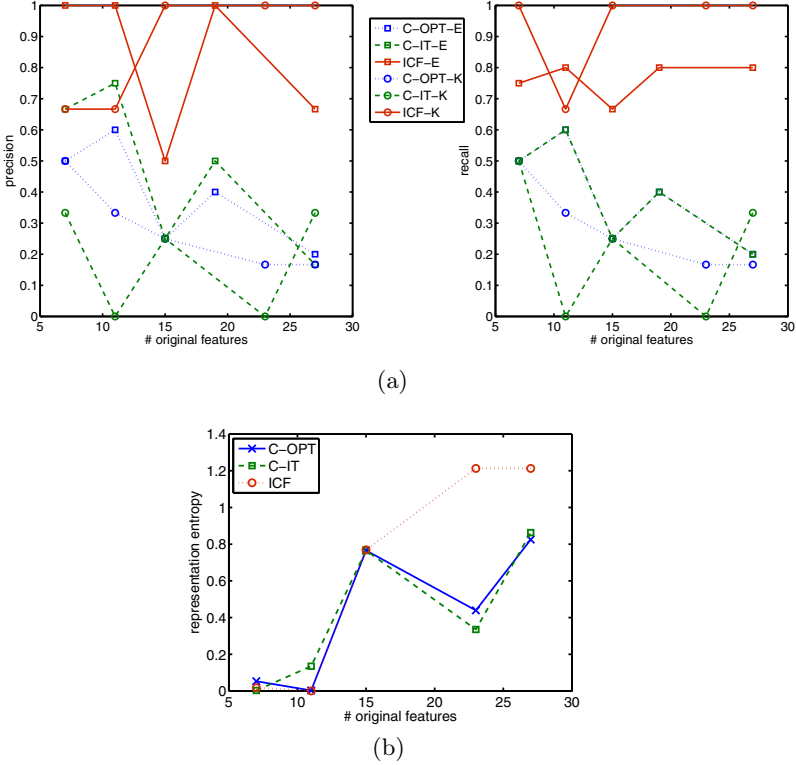 1
0.9
0.8
0.7
0.6
0.5
0.4
0.3
0.2
0.1
0
precision
5 10 15 20 25 30
# original features
C−OPT−E
C−IT−E
ICF−E
C−OPT−K
C−IT−K
ICF−K
1
0.9
0.8
0.7
0.6
0.5
0.4
0.3
0.2
0.1
0
recall
5 10 15 20 25 30
# original features
(a)
1.4
1.2
1
0.8
0.6
0.4
0.2
0
representation entropy
C−OPT
C−IT
ICF
5 10 15 20 25 30
# original features
(b)